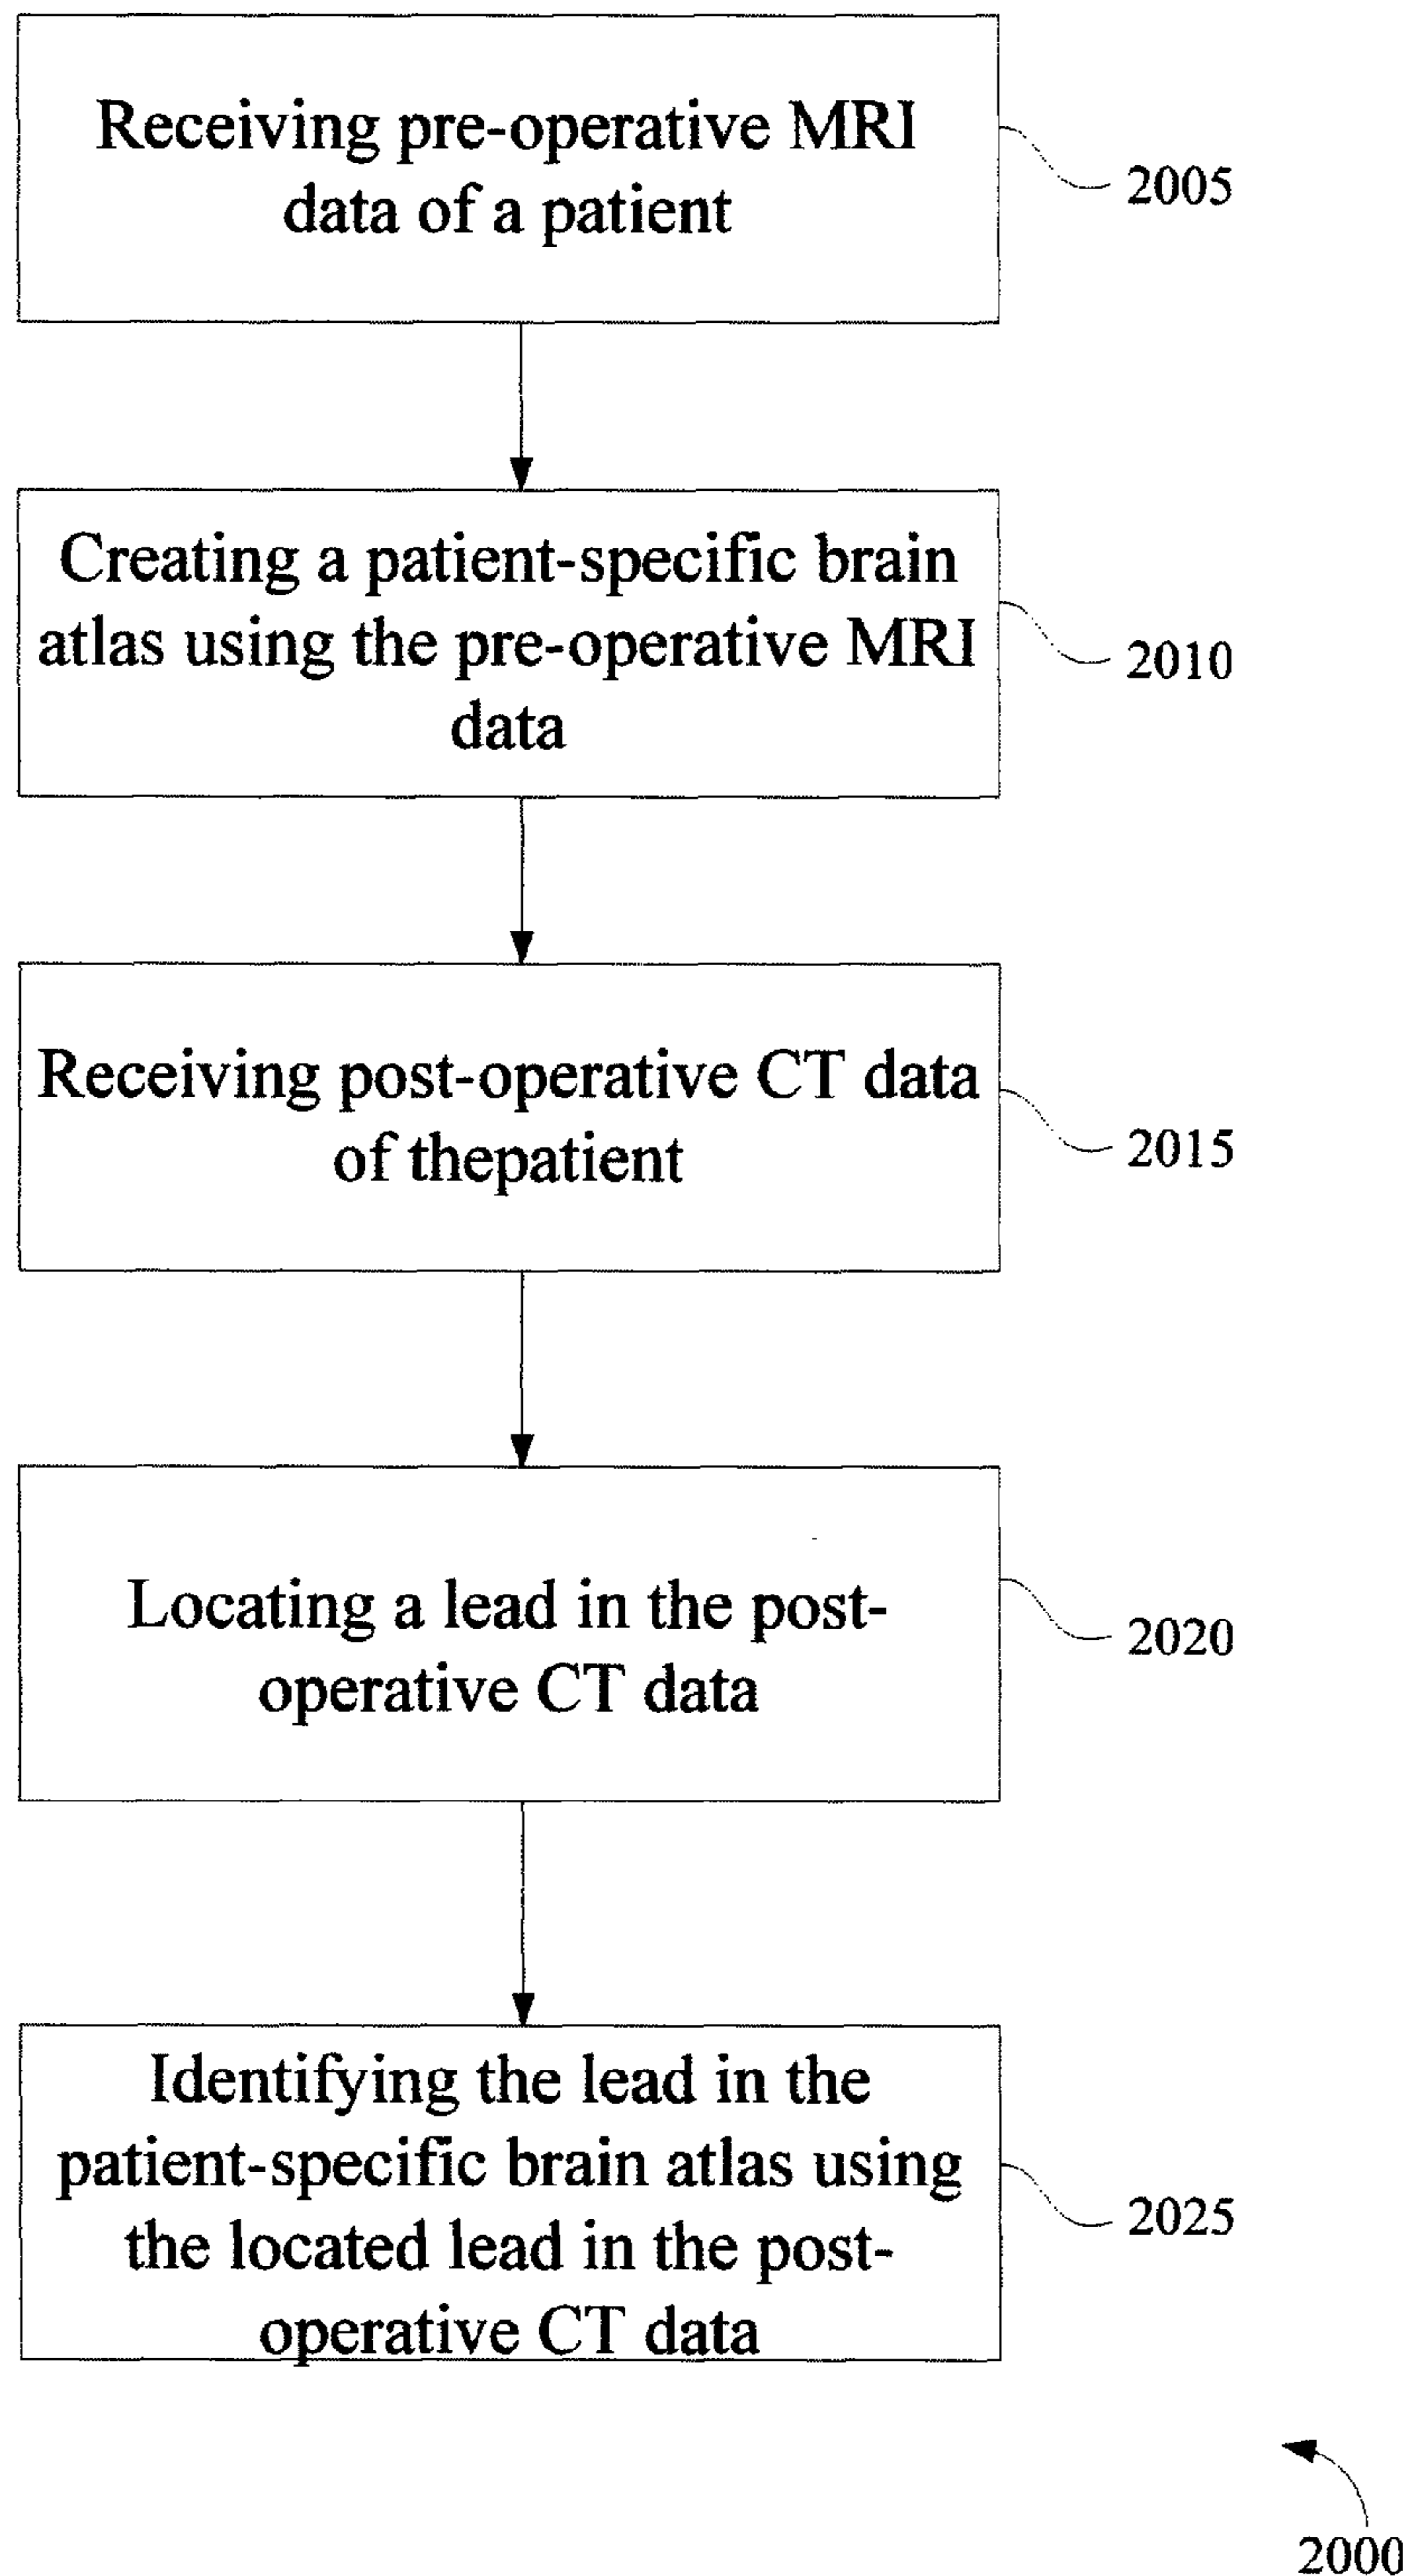 Receiving pre-operative MRI
data of a patient
2005
Creating a patient-specific brain
atlas using the pre-operative MRI
data
2010
Receiving post-operative CT data
of thepatient
2015
Locating a lead in the post-
operative CT data
2020
Identifying the lead in the
patient-specific brain atlas using
the located lead in the post-
operative CT data
2025
2000